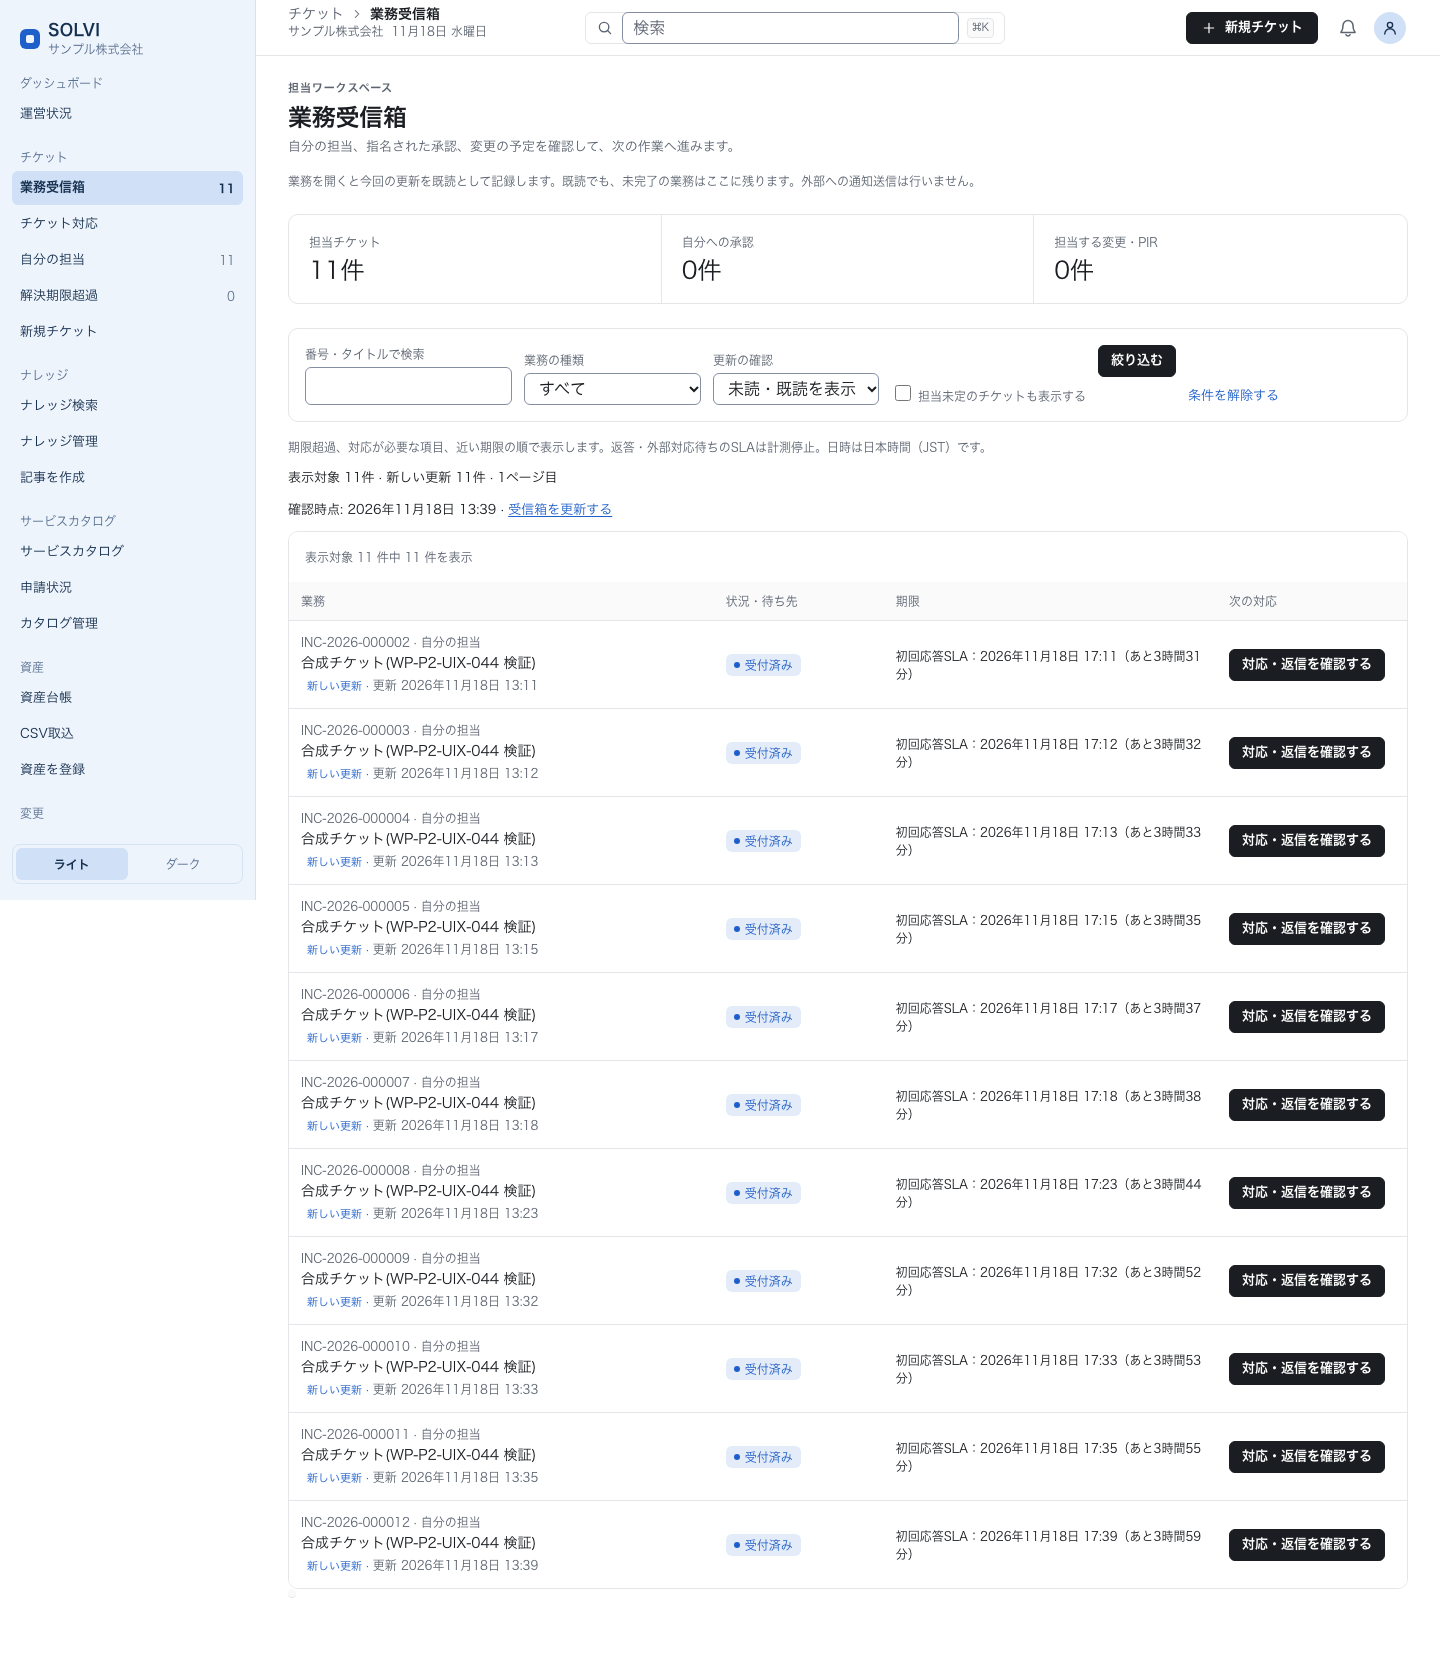 SOLVI
サンプル株式会社
ダッシュボード
運営状況
チケット
業務受信箱 11
チケット対応
自分の担当 11
解決期限超過 0
新規チケット
ナレッジ
ナレッジ検索
ナレッジ管理
記事を作成
サービスカタログ
サービスカタログ
申請状況
カタログ管理
資産
資産台帳
CSV取込
資産を登録
変更
ライト ダーク
チケット > 業務受信箱
サンプル株式会社 11月18日 水曜日
検索 ⌘K
+ 新規チケット
担当ワークスペース
業務受信箱
自分の担当、指名された承認、変更の予定を確認して、次の作業へ進みます。
業務を開くと今回の更新を既読として記録します。既読でも、未完了の業務はここに残ります。外部への通知送信は行いません。
担当チケット 自分への承認 担当する変更・PIR
11件 0件 0件
番号・タイトルで検索 業務の種類 更新の確認
すべて 未読・既読を表示 担当未定のチケットも表示する 絞り込む 条件を解除する
期限超過、対応が必要な項目、近い期限の順で表示します。返答・外部対応待ちのSLAは計測停止。日時は日本時間（JST）です。
表示対象 11件 · 新しい更新 11件 · 1ページ目
確認時点: 2026年11月18日 13:39 · 受信箱を更新する
表示対象 11 件中 11 件を表示
業務 状況・待ち先 期限 次の対応
INC-2026-000002 · 自分の担当
合成チケット(WP-P2-UIX-044 検証)
新しい更新 · 更新 2026年11月18日 13:11
受付済み
初回応答SLA：2026年11月18日 17:11（あと3時間31
分）
対応・返信を確認する
INC-2026-000003 · 自分の担当
合成チケット(WP-P2-UIX-044 検証)
新しい更新 · 更新 2026年11月18日 13:12
受付済み
初回応答SLA：2026年11月18日 17:12（あと3時間32
分）
対応・返信を確認する
INC-2026-000004 · 自分の担当
合成チケット(WP-P2-UIX-044 検証)
新しい更新 · 更新 2026年11月18日 13:13
受付済み
初回応答SLA：2026年11月18日 17:13（あと3時間33
分）
対応・返信を確認する
INC-2026-000005 · 自分の担当
合成チケット(WP-P2-UIX-044 検証)
新しい更新 · 更新 2026年11月18日 13:15
受付済み
初回応答SLA：2026年11月18日 17:15（あと3時間35
分）
対応・返信を確認する
INC-2026-000006 · 自分の担当
合成チケット(WP-P2-UIX-044 検証)
新しい更新 · 更新 2026年11月18日 13:17
受付済み
初回応答SLA：2026年11月18日 17:17（あと3時間37
分）
対応・返信を確認する
INC-2026-000007 · 自分の担当
合成チケット(WP-P2-UIX-044 検証)
新しい更新 · 更新 2026年11月18日 13:18
受付済み
初回応答SLA：2026年11月18日 17:18（あと3時間38
分）
対応・返信を確認する
INC-2026-000008 · 自分の担当
合成チケット(WP-P2-UIX-044 検証)
新しい更新 · 更新 2026年11月18日 13:23
受付済み
初回応答SLA：2026年11月18日 17:23（あと3時間44
分）
対応・返信を確認する
INC-2026-000009 · 自分の担当
合成チケット(WP-P2-UIX-044 検証)
新しい更新 · 更新 2026年11月18日 13:32
受付済み
初回応答SLA：2026年11月18日 17:32（あと3時間52
分）
対応・返信を確認する
INC-2026-000010 · 自分の担当
合成チケット(WP-P2-UIX-044 検証)
新しい更新 · 更新 2026年11月18日 13:33
受付済み
初回応答SLA：2026年11月18日 17:33（あと3時間53
分）
対応・返信を確認する
INC-2026-000011 · 自分の担当
合成チケット(WP-P2-UIX-044 検証)
新しい更新 · 更新 2026年11月18日 13:35
受付済み
初回応答SLA：2026年11月18日 17:35（あと3時間55
分）
対応・返信を確認する
INC-2026-000012 · 自分の担当
合成チケット(WP-P2-UIX-044 検証)
新しい更新 · 更新 2026年11月18日 13:39
受付済み
初回応答SLA：2026年11月18日 17:39（あと3時間59
分）
対応・返信を確認する